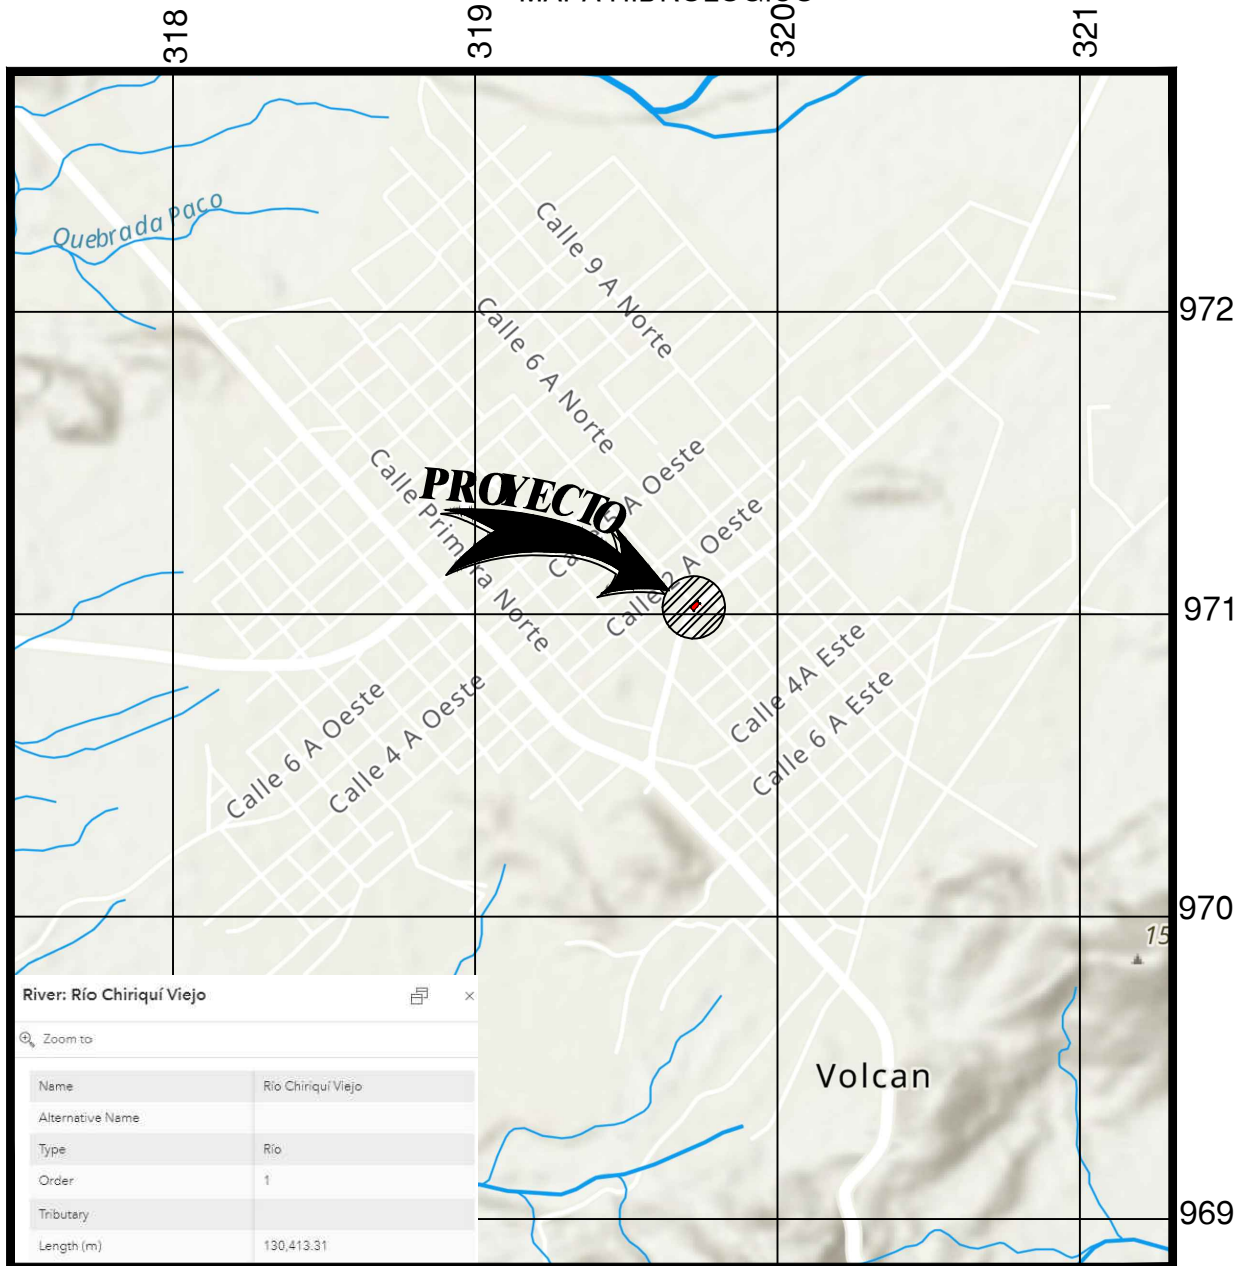 MAPA HIDROLOGICO
318
319
320
321
Quebrada Paco
Calle 9 A Norte
972
Calle 6 A Norte
A Oeste
Calle Primera Norte
PROYECTO
Calle 2 A Oeste
971
Calle 4A Este
Calle 6 A Este
Calle 6 A Oeste
Calle 4 A Oeste
970
15
River: Río Chiriquí Viejo
Zoom to
Name Río Chiriquí Viejo
Alternative Name
Type Río
Order 1
Tributary
Length (m) 130,413.31
Volcan
969